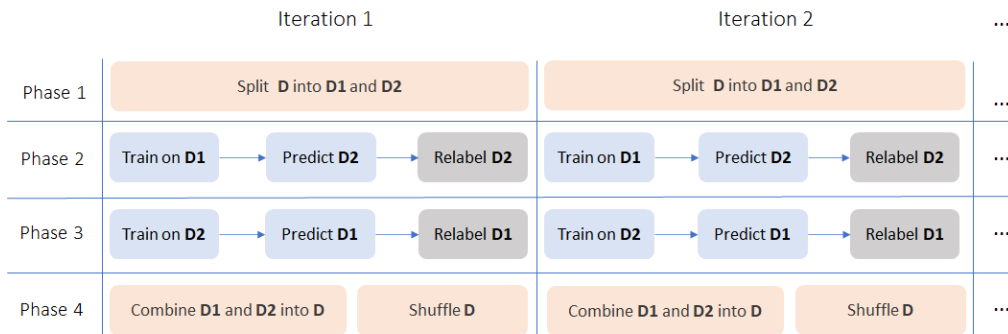 Iteration 1
Iteration 2
...
Phase 1
Split D into D1 and D2
Split D into D1 and D2
...
Phase 2
Train on D1
Predict D2
Relabel D2
Train on D1
Predict D2
Relabel D2
...
Phase 3
Train on D2
Predict D1
Relabel D1
Train on D2
Predict D1
Relabel D1
...
Phase 4
Combine D1 and D2 into D
Shuffle D
Combine D1 and D2 into D
Shuffle D
...